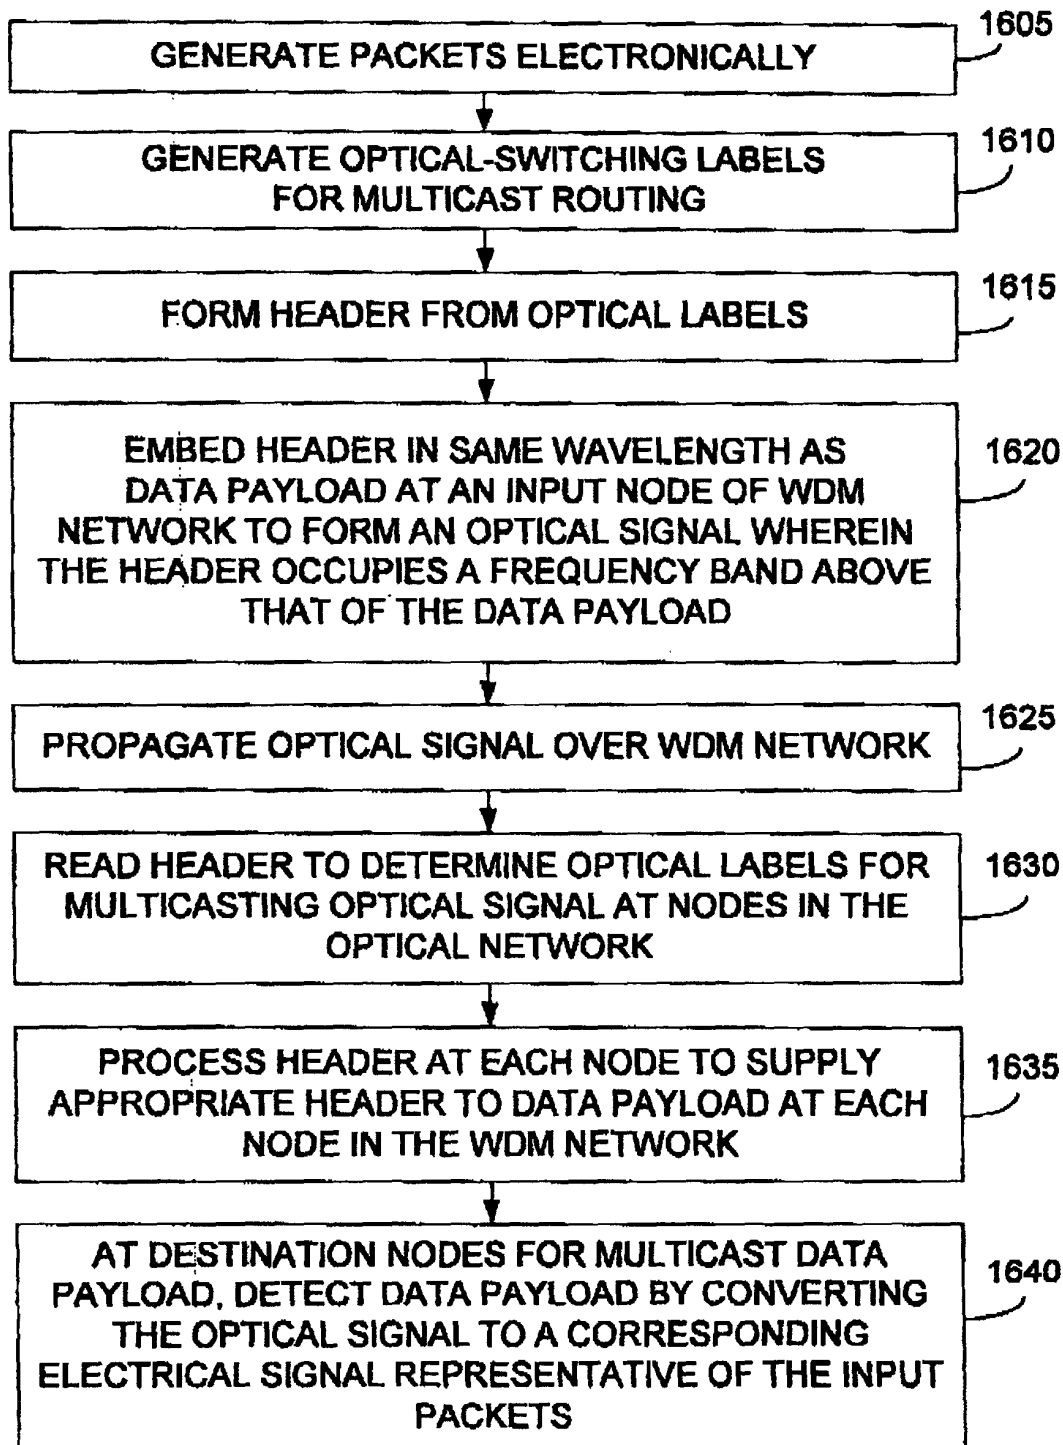 1605
GENERATE PACKETS ELECTRONICALLY
1610
GENERATE OPTICAL-SWITCHING LABELS
FOR MULTICAST ROUTING
1615
FORM HEADER FROM OPTICAL LABELS
1620
EMBED HEADER IN SAME WAVELENGTH AS
DATA PAYLOAD AT AN INPUT NODE OF WDM
NETWORK TO FORM AN OPTICAL SIGNAL WHEREIN
THE HEADER OCCUPIES A FREQUENCY BAND ABOVE
THAT OF THE DATA PAYLOAD
1625
PROPAGATE OPTICAL SIGNAL OVER WDM NETWORK
1630
READ HEADER TO DETERMINE OPTICAL LABELS FOR
MULTICASTING OPTICAL SIGNAL AT NODES IN THE
OPTICAL NETWORK
1635
PROCESS HEADER AT EACH NODE TO SUPPLY
APPROPRIATE HEADER TO DATA PAYLOAD AT EACH
NODE IN THE WDM NETWORK
1640
AT DESTINATION NODES FOR MULTICAST DATA
PAYLOAD, DETECT DATA PAYLOAD BY CONVERTING
THE OPTICAL SIGNAL TO A CORRESPONDING
ELECTRICAL SIGNAL REPRESENTATIVE OF THE INPUT
PACKETS